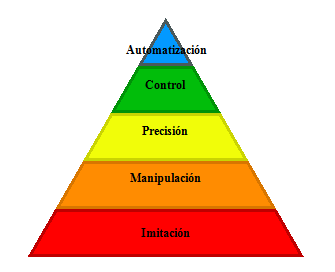 Automatización
Control
Precisión
Manipulación
Imitación